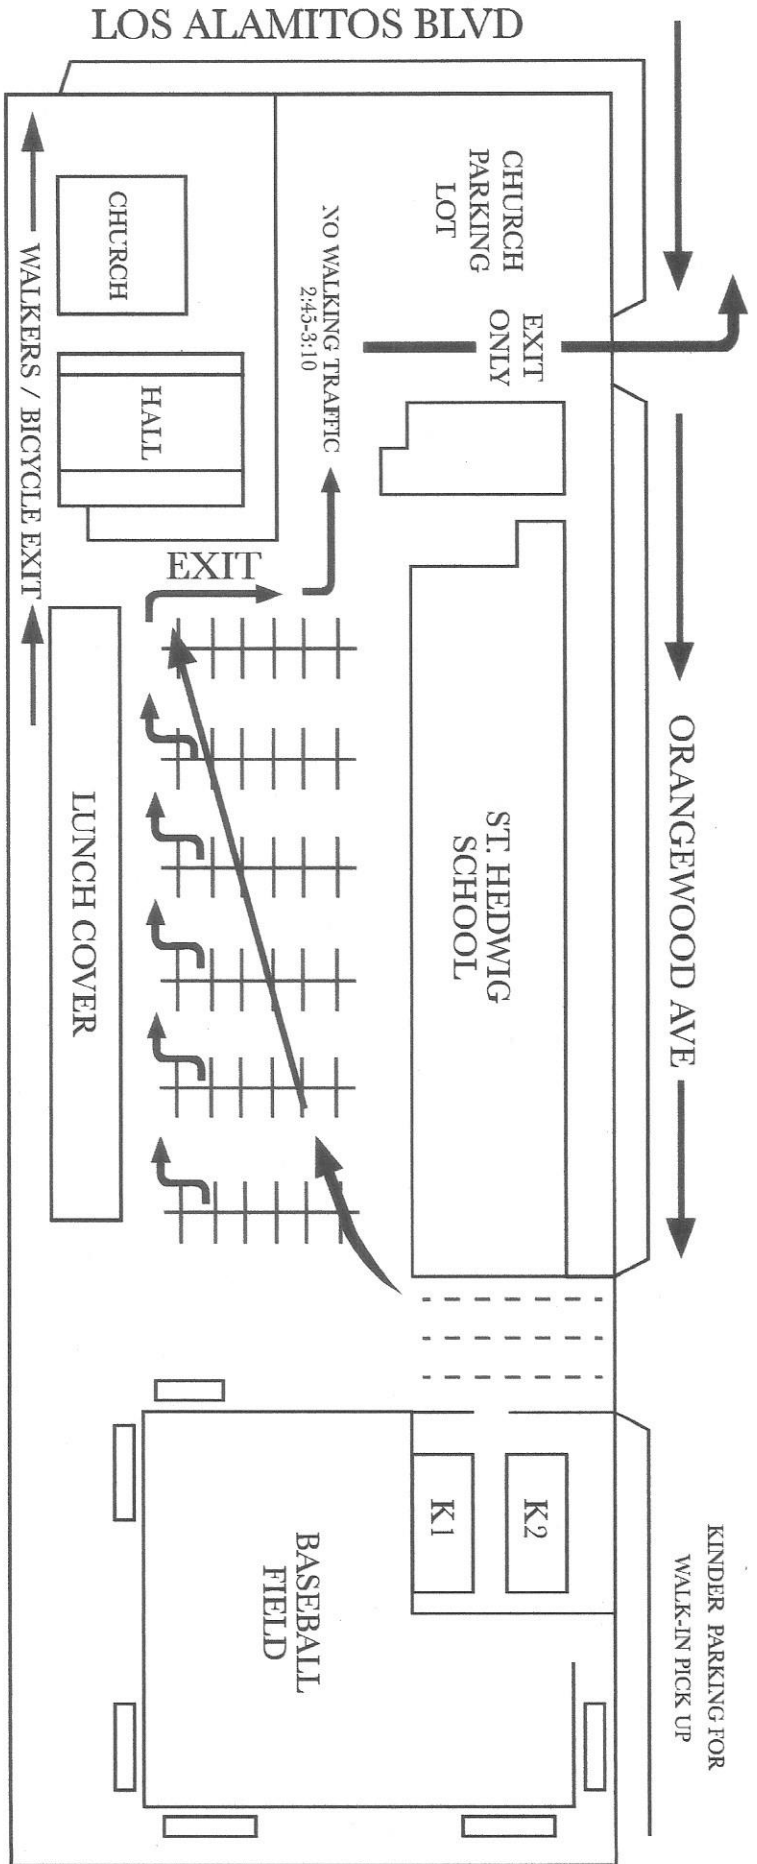 LOS ALAMITOS BLVD
CHURCH
PARKING
LOT
EXIT
ONLY
NO WALKING TRAFFIC
2:45-3:10
CHURCH
HALL
WALKERS / BICYCLE EXIT
EXIT
ORANGEWOOD AVE
ST. HEDWIG
SCHOOL
LUNCH COVER
KINDER PARKING FOR
WALK-IN PICK UP
K2
K1
BASEBALL
FIELD